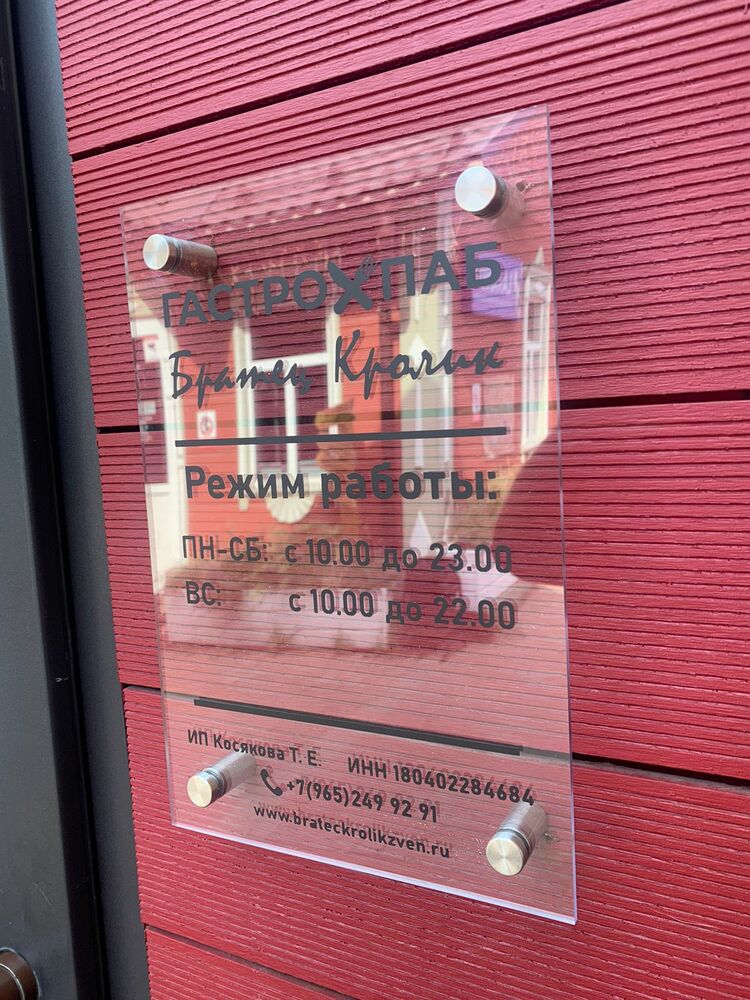 ГАСТРОПАБ
Братец Кролик
Режим работы:
ПН-СБ: с 10.00 до 23.00
ВС: с 10.00 до 22.00
ИП Косякова Т. Е. ИНН 180402284684
+7(965)249 92 91
www.brateckrolikzven.ru